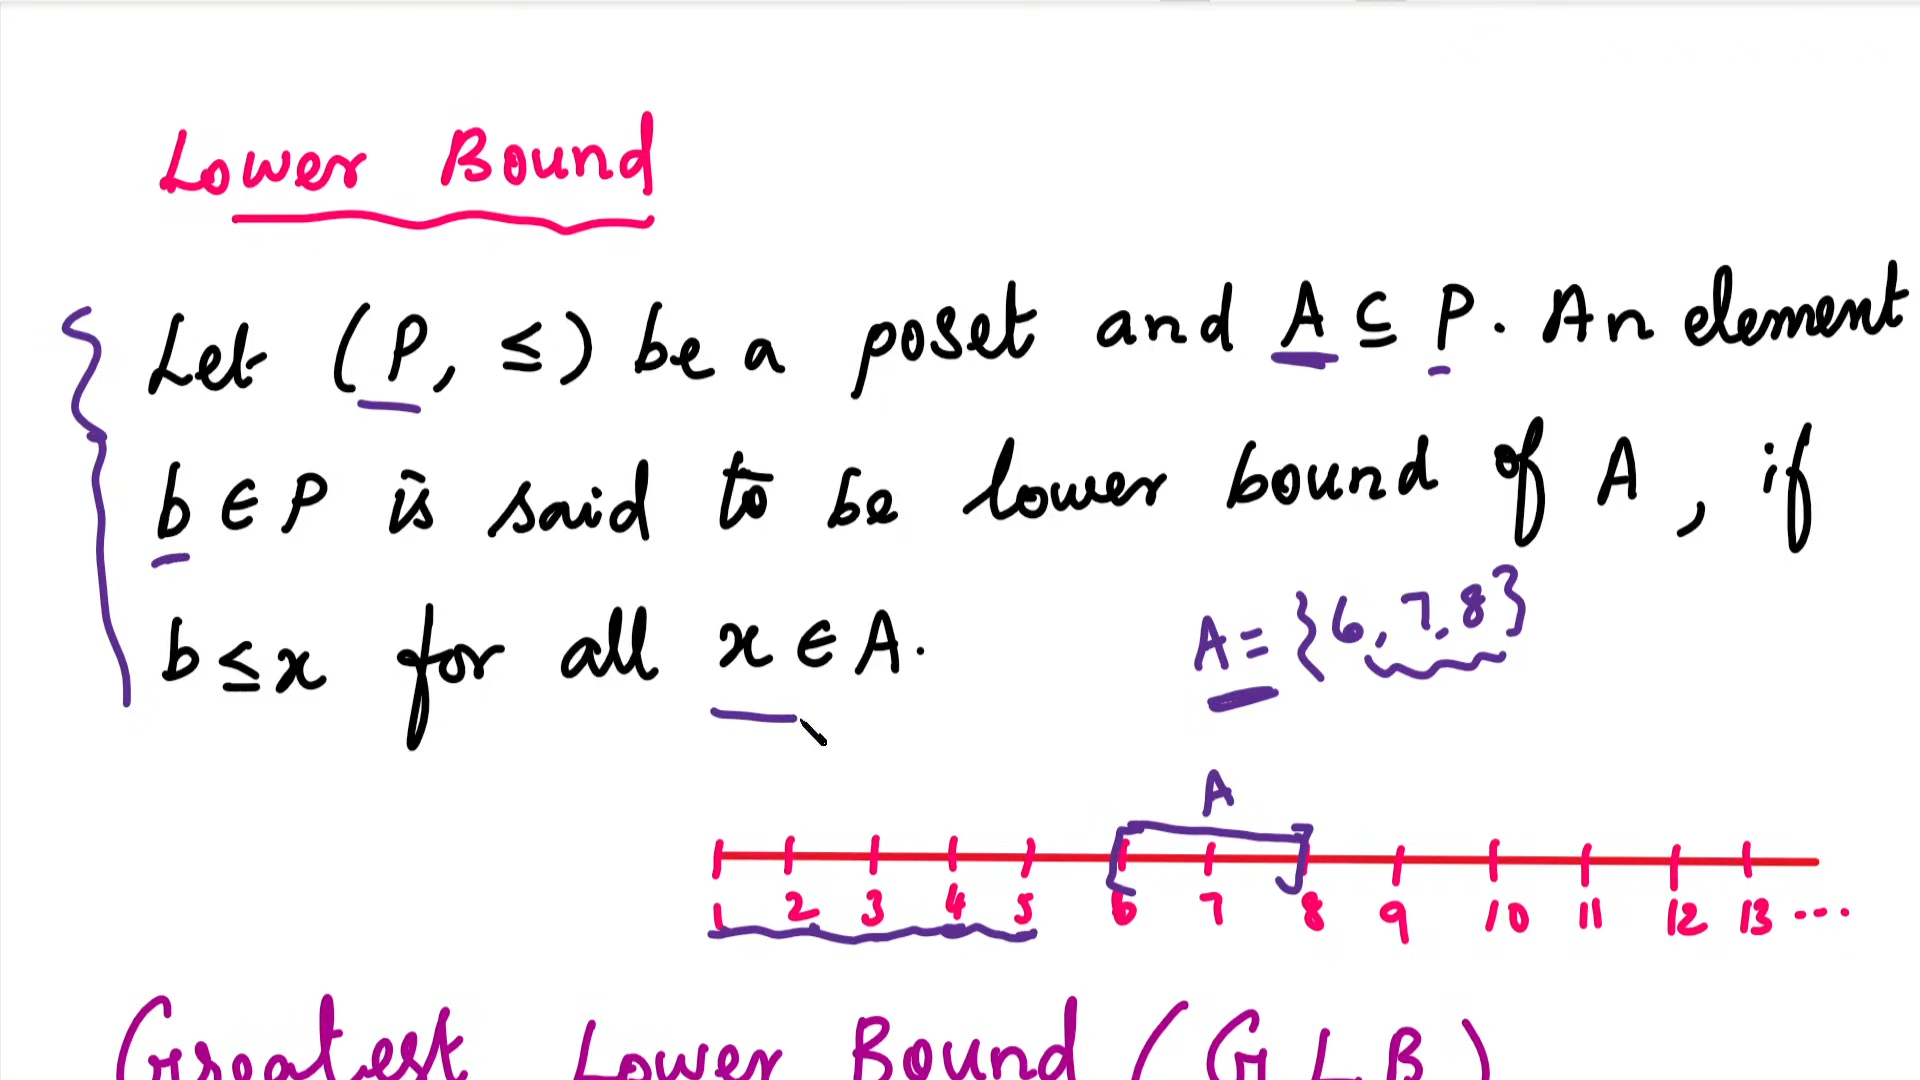 Lower Bound
Let (P, ≤) be a poset and A ⊆ P. An element
b ∈ P is said to be lower bound of A, if
b ≤ x for all x ∈ A.
A = {6, 7, 8}
A
1 2 3 4 5 6 7 8 9 10 11 12 13 ...
Greatest Lower Bound (GLB)